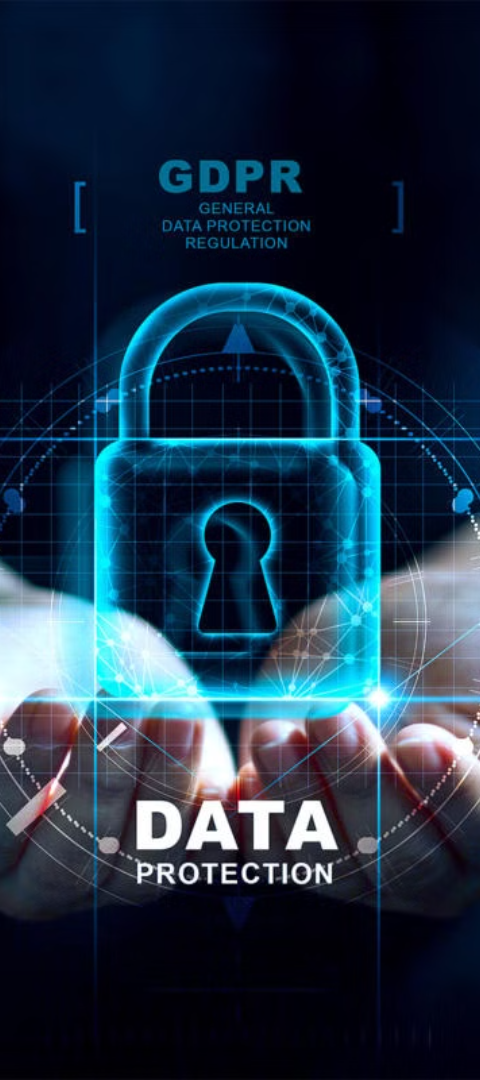 GDPR
GENERAL
DATA PROTECTION
REGULATION
DATA
PROTECTION